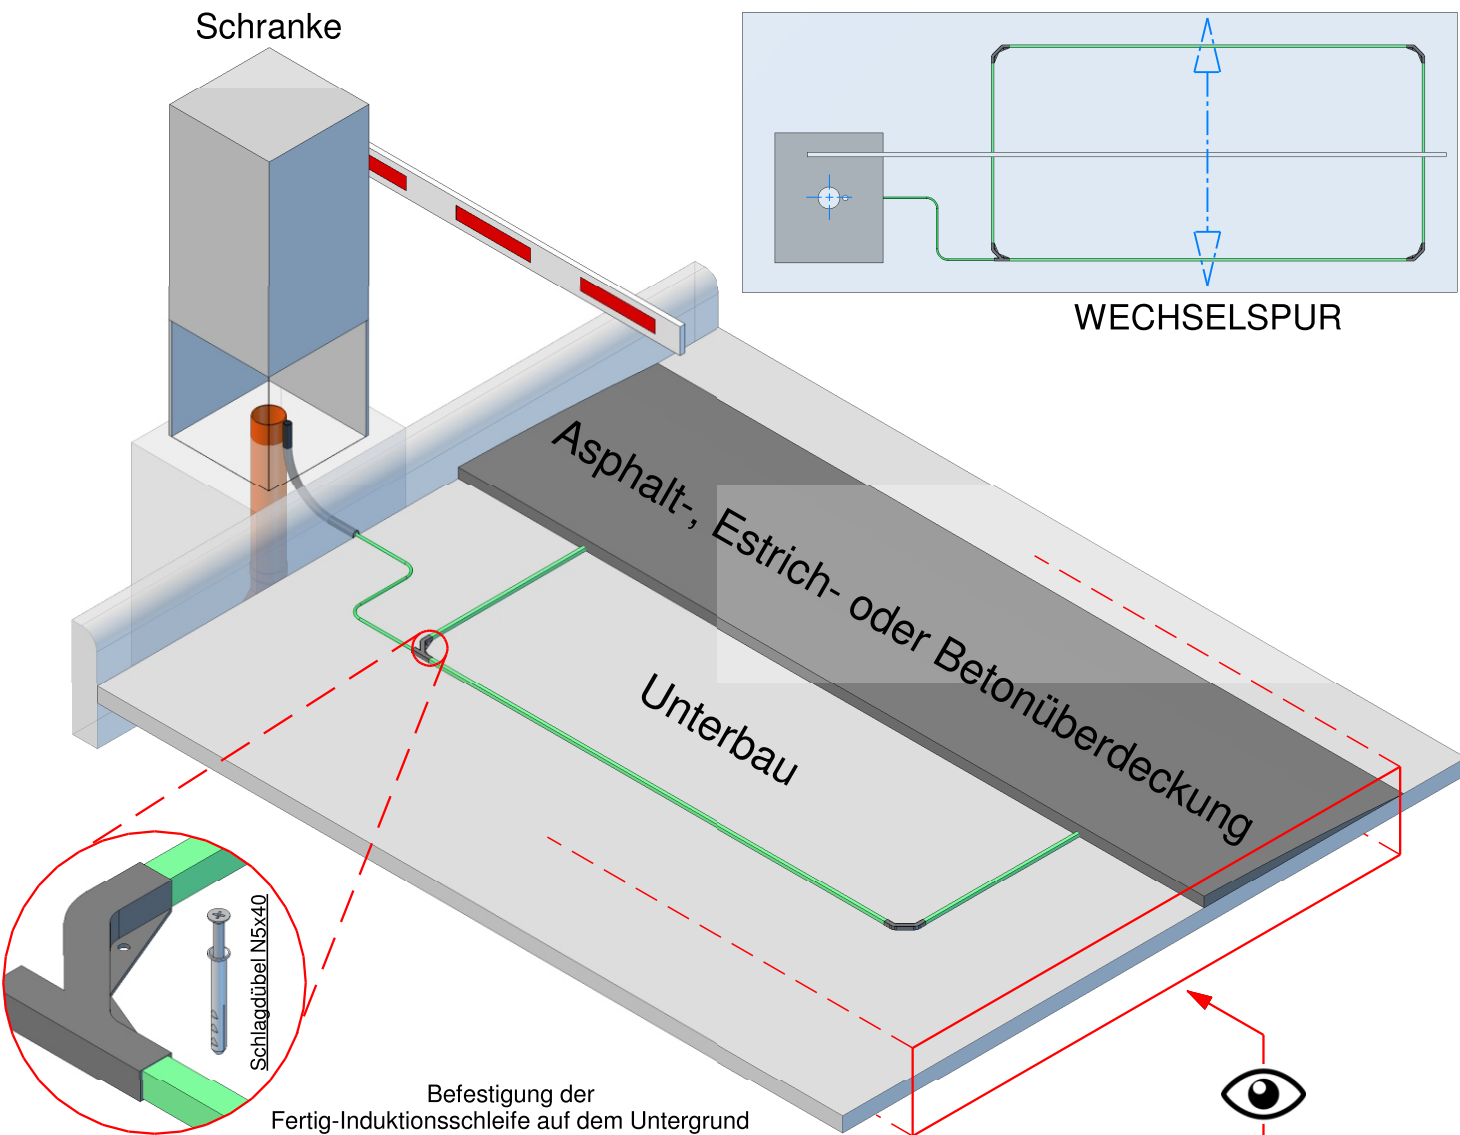 Schranke
WECHSELSPUR
Asphalt-, Estrich- oder Betonüberdeckung
Unterbau
Schlagdübel N5x40
Befestigung der
Fertig-Induktionsschleife auf dem Untergrund